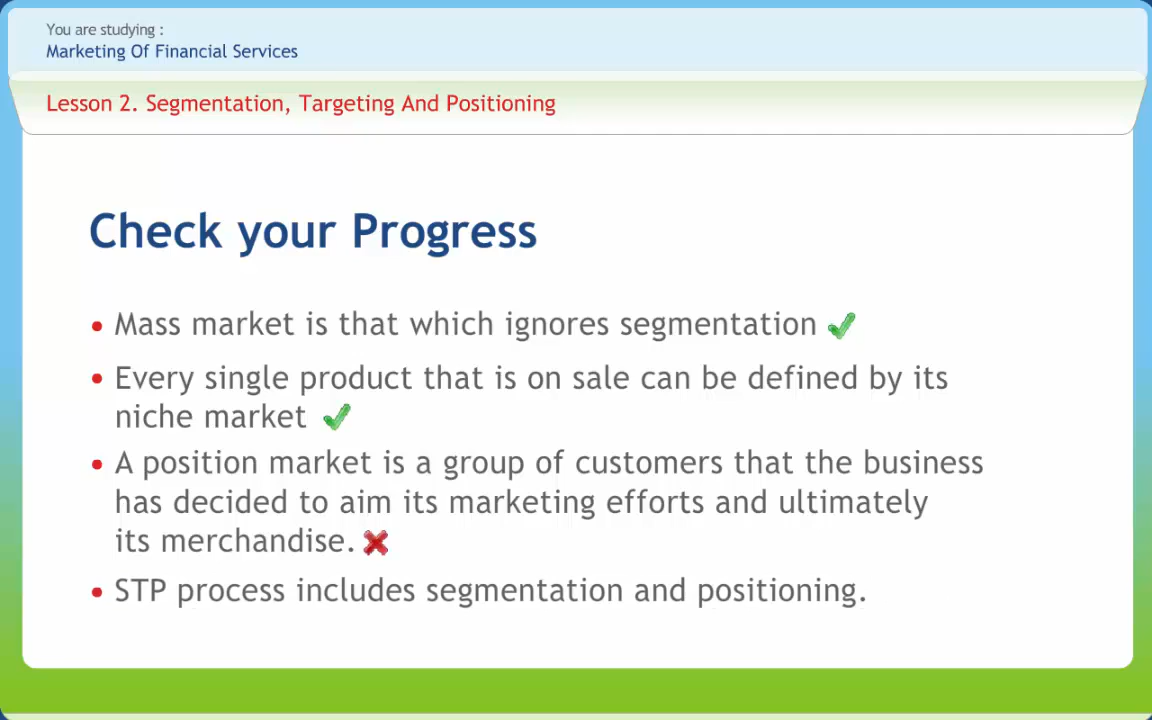 You are studying :
Marketing Of Financial Services
Lesson 2. Segmentation, Targeting And Positioning
Check your Progress
• Mass market is that which ignores segmentation
• Every single product that is on sale can be defined by its
niche market
• A position market is a group of customers that the business
has decided to aim its marketing efforts and ultimately
its merchandise.
• STP process includes segmentation and positioning.